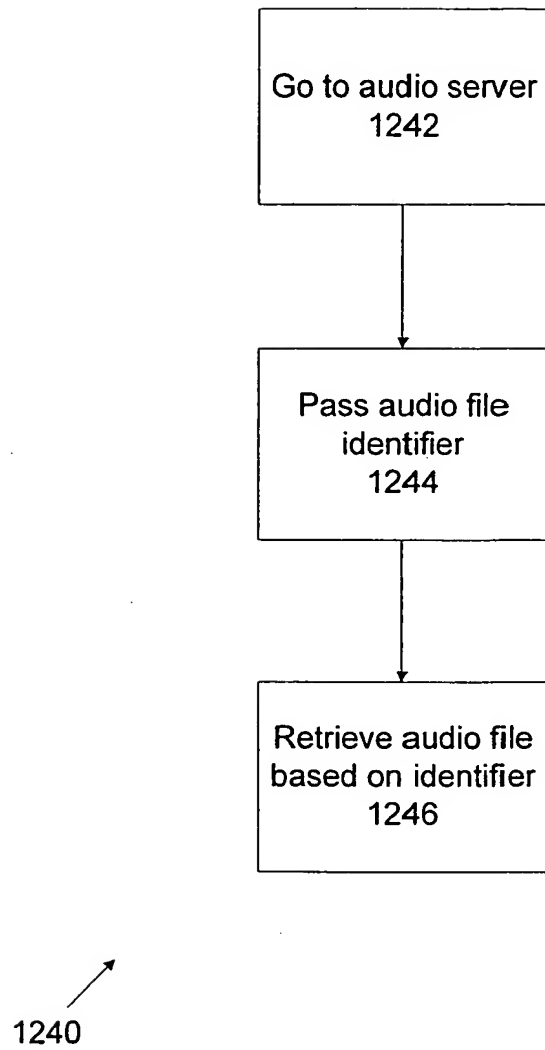 Go to audio server
1242
Pass audio file
identifier
1244
Retrieve audio file
based on identifier
1246
1240